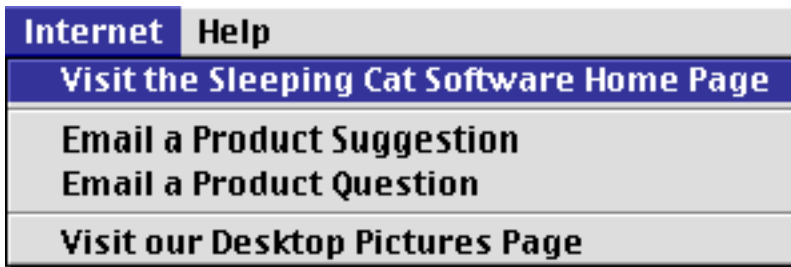 Internet Help
Visit the Sleeping Cat Software Home Page
Email a Product Suggestion
Email a Product Question
Visit our Desktop Pictures Page